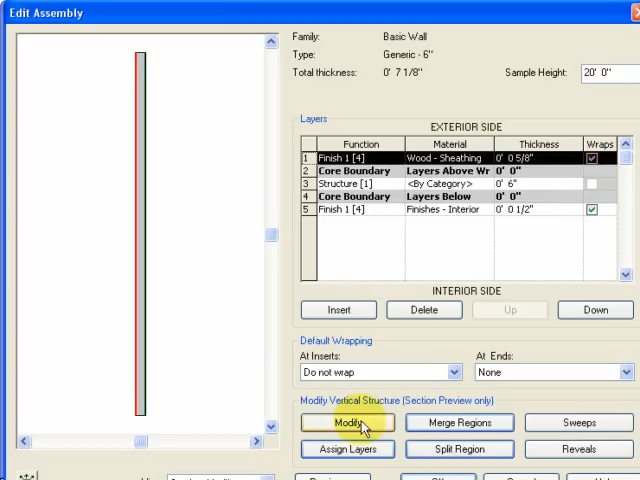 Edit Assembly
Family: Basic Wall
Type: Generic - 6"
Total thickness: 0' 7 1/8" Sample Height: 20' 0"
Layers
EXTERIOR SIDE
Function Material Thickness Wraps
1 Finish 1 [4] Wood - Sheathing 0' 0 5/8"
2 Core Boundary Layers Above Wr 0' 0"
3 Structure [1] <By Category> 0' 6"
4 Core Boundary Layers Below 0' 0"
5 Finish 1 [4] Finishes - Interior 0' 0 1/2"
INTERIOR SIDE
Insert Delete Up Down
Default Wrapping
At Inserts: At Ends:
Do not wrap None
Modify Vertical Structure (Section Preview only)
Modify Merge Regions Sweeps
Assign Layers Split Region Reveals